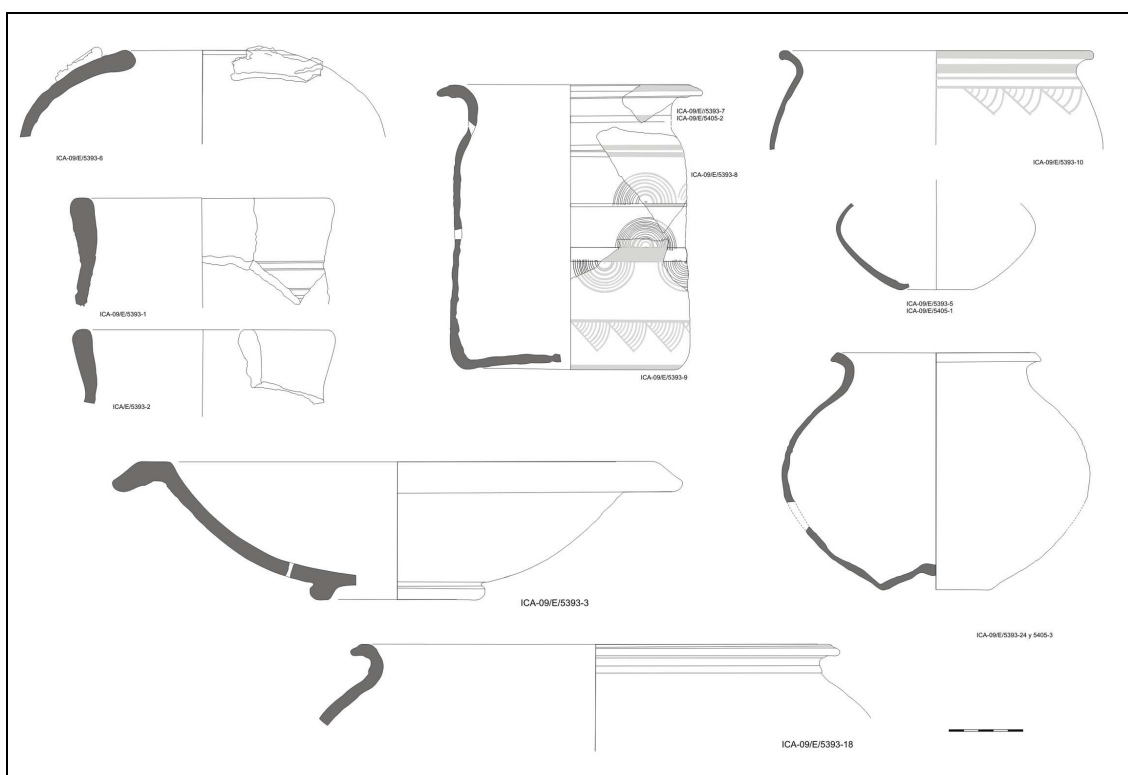 ICA-09/E/5393-6
ICA-09/E//5393-7
ICA-09/E/5405-2
ICA-09/E/5393-10
ICA-09/E/5393-8
ICA-09/E/5393-1
ICA-09/E/5393-5
ICA-09/E/5405-1
ICA/E/5393-2
ICA-09/E/5393-9
ICA-09/E/5393-3
ICA-09/E/5393-24 y 5405-3
ICA-09/E/5393-18